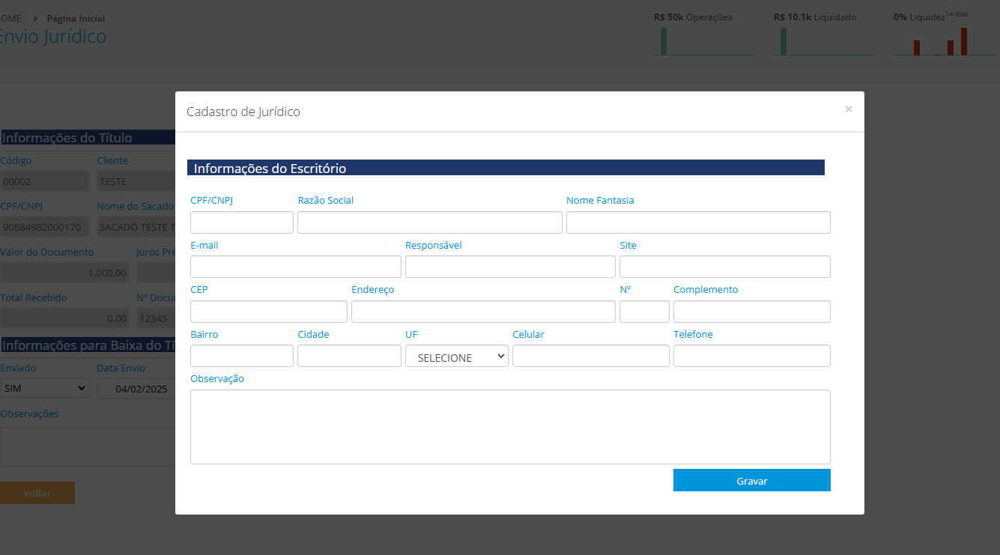 OME > Página Inicial
Envio Jurídico
R$ 50k Operações
R$ 10.1k Liquidado
0% Liquidez 14 dias
Cadastro de Jurídico ×
Informações do Escritório
CPF/CNPJ Razão Social Nome Fantasia
E-mail Responsável Site
CEP Endereço Nº Complemento
Bairro Cidade UF Celular Telefone
SELECIONE
Observação
Gravar
Informações do Título
Código Cliente
00002 TESTE
CPF/CNPJ Nome do Sacado
90684982000170 SACADO TESTE T
Valor do Documento Juros Pré
1.000,00
Total Recebido Nº Docu
0.00 12345
Informações para Baixa do Tí
Enviado Data Envio
SIM 04/02/2025
Observações
Voltar